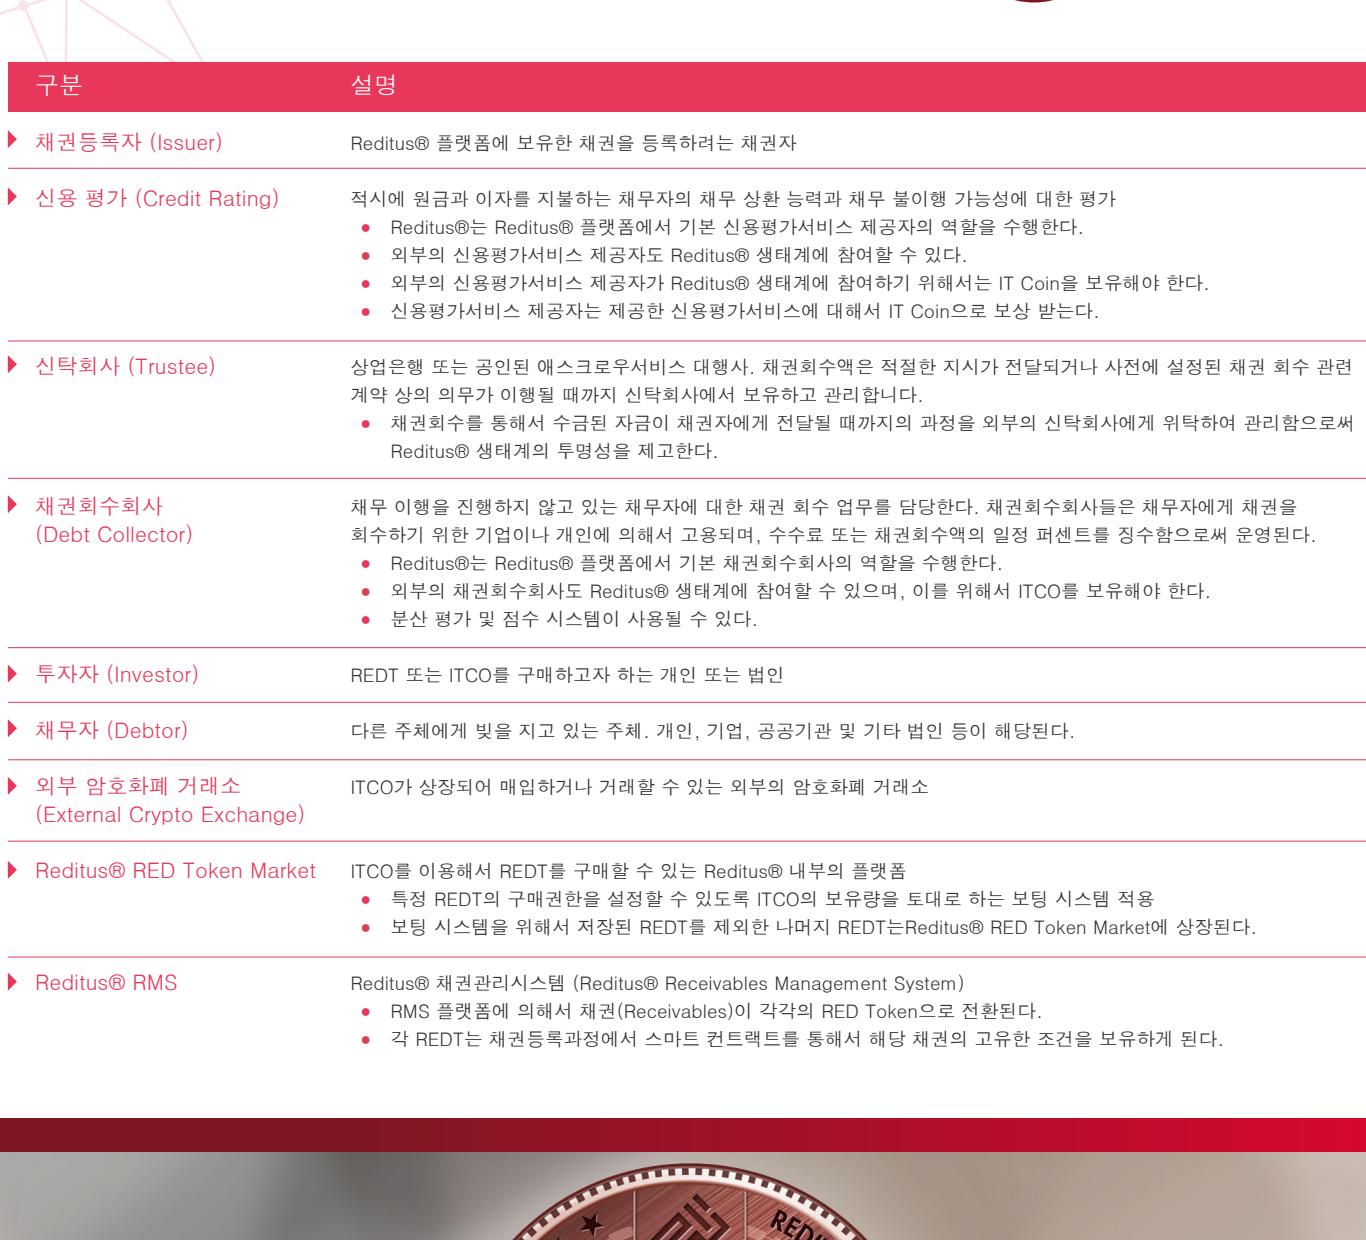 구분 설명
채권등록자 (Issuer) Reditus® 플랫폼에 보유한 채권을 등록하려는 채권자
신용 평가 (Credit Rating) 적시에 원금과 이자를 지불하는 채무자의 채무 상환 능력과 채무 불이행 가능성에 대한 평가
● Reditus®는 Reditus® 플랫폼에서 기본 신용평가서비스 제공자의 역할을 수행한다.
● 외부의 신용평가서비스 제공자도 Reditus® 생태계에 참여할 수 있다.
● 외부의 신용평가서비스 제공자가 Reditus® 생태계에 참여하기 위해서는 IT Coin을 보유해야 한다.
● 신용평가서비스 제공자는 제공한 신용평가서비스에 대해서 IT Coin으로 보상 받는다.
신탁회사 (Trustee) 상업은행 또는 공인된 애스크로우서비스 대행사. 채권회수액은 적절한 지시가 전달되거나 사전에 설정된 채권 회수 관련
계약 상의 의무가 이행될 때까지 신탁회사에서 보유하고 관리합니다.
● 채권회수를 통해서 수금된 자금이 채권자에게 전달될 때까지의 과정을 외부의 신탁회사에게 위탁하여 관리함으로써
Reditus® 생태계의 투명성을 제고한다.
채권회수회사 채무 이행을 진행하지 않고 있는 채무자에 대한 채권 회수 업무를 담당한다. 채권회수회사들은 채무자에게 채권을
(Debt Collector) 회수하기 위한 기업이나 개인에 의해서 고용되며, 수수료 또는 채권회수액의 일정 퍼센트를 징수함으로써 운영된다.
● Reditus®는 Reditus® 플랫폼에서 기본 채권회수회사의 역할을 수행한다.
● 외부의 채권회수회사도 Reditus® 생태계에 참여할 수 있으며, 이를 위해서 ITCO를 보유해야 한다.
● 분산 평가 및 점수 시스템이 사용될 수 있다.
투자자 (Investor) REDT 또는 ITCO를 구매하고자 하는 개인 또는 법인
채무자 (Debtor) 다른 주체에게 빚을 지고 있는 주체. 개인, 기업, 공공기관 및 기타 법인 등이 해당된다.
외부 암호화폐 거래소 ITCO가 상장되어 매입하거나 거래할 수 있는 외부의 암호화폐 거래소
(External Crypto Exchange)
Reditus® RED Token Market ITCO를 이용해서 REDT를 구매할 수 있는 Reditus® 내부의 플랫폼
● 특정 REDT의 구매권한을 설정할 수 있도록 ITCO의 보유량을 토대로 하는 보팅 시스템 적용
● 보팅 시스템을 위해서 저장된 REDT를 제외한 나머지 REDT는Reditus® RED Token Market에 상장된다.
Reditus® RMS Reditus® 채권관리시스템 (Reditus® Receivables Management System)
● RMS 플랫폼에 의해서 채권(Receivables)이 각각의 RED Token으로 전환된다.
● 각 REDT는 채권등록과정에서 스마트 컨트랙트를 통해서 해당 채권의 고유한 조건을 보유하게 된다.